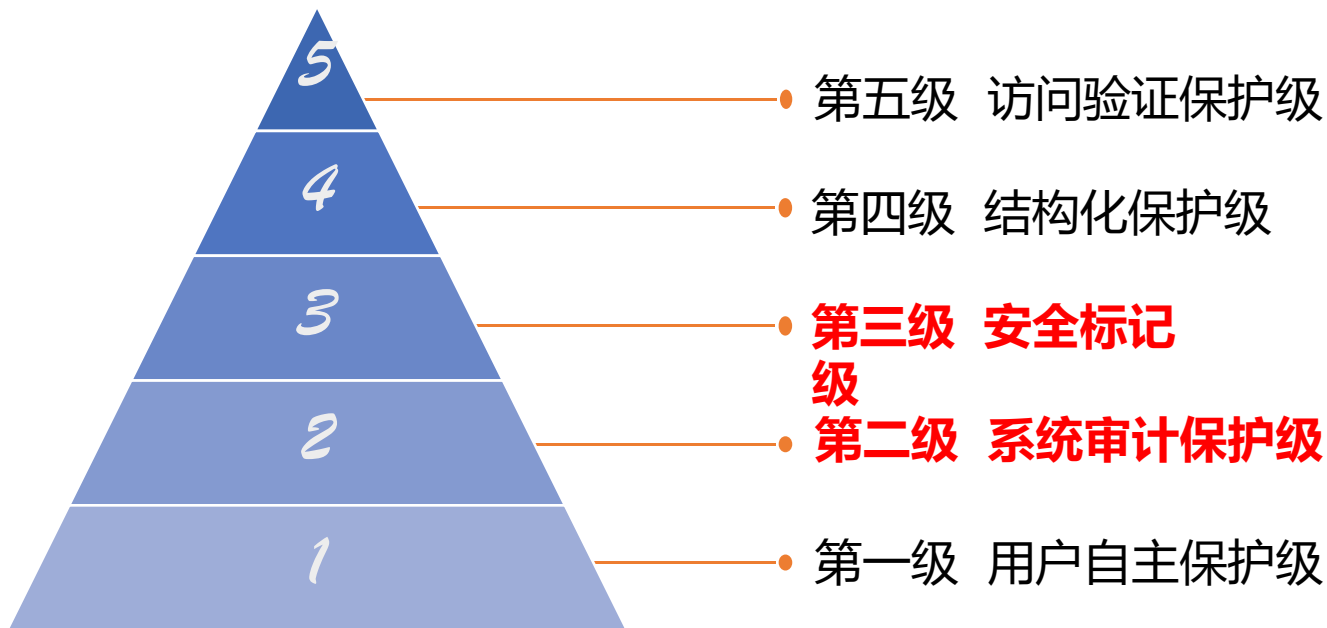 5
第五级 访问验证保护级
4
第四级 结构化保护级
3
第三级 安全标记
级
2
第二级 系统审计保护级
1
第一级 用户自主保护级